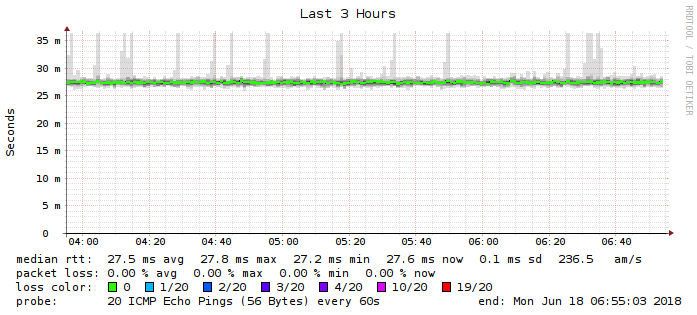 Last 3 Hours
RRDTOOL / TOBI OETIKER
Seconds
35 m
30 m
25 m
20 m
15 m
10 m
5 m
0
04:00 04:20 04:40 05:00 05:20 05:40 06:00 06:20 06:40
median rtt: 27.5 ms avg 27.8 ms max 27.2 ms min 27.6 ms now 0.1 ms sd 236.5 am/s
packet loss: 0.00 % avg 0.00 % max 0.00 % min 0.00 % now
loss color: 0 1/20 2/20 3/20 4/20 10/20 19/20
probe: 20 ICMP Echo Pings (56 Bytes) every 60s end: Mon Jun 18 06:55:03 2018